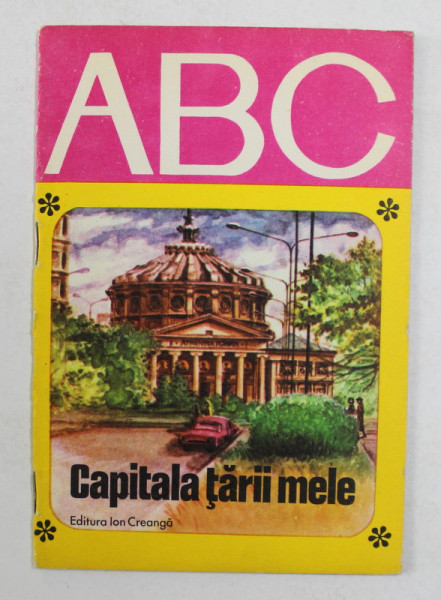 ABC
Capitala țării mele
Editura Ion Creangă